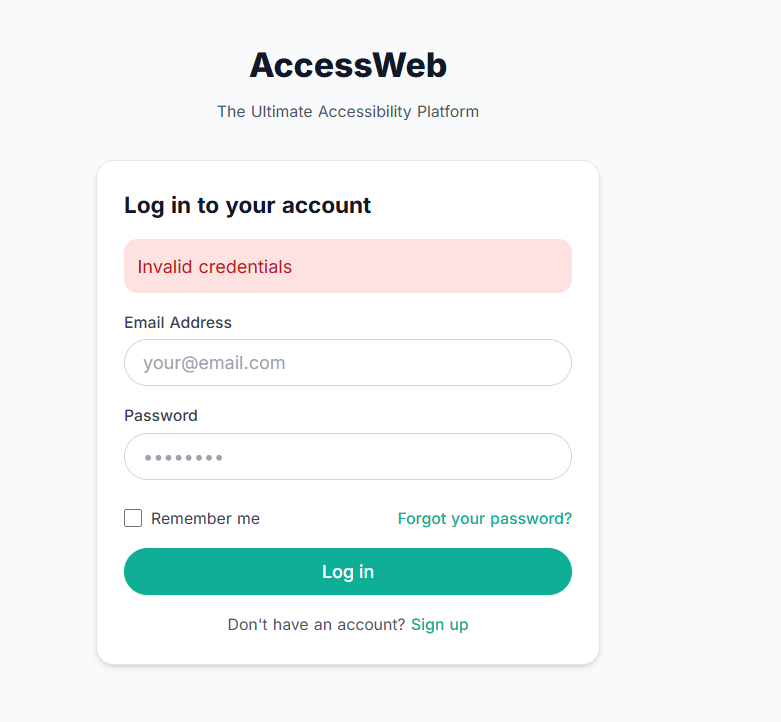 AccessWeb
The Ultimate Accessibility Platform
Log in to your account
Invalid credentials
Email Address
your@email.com
Password
••••••••
Remember me Forgot your password?
Log in
Don't have an account? Sign up